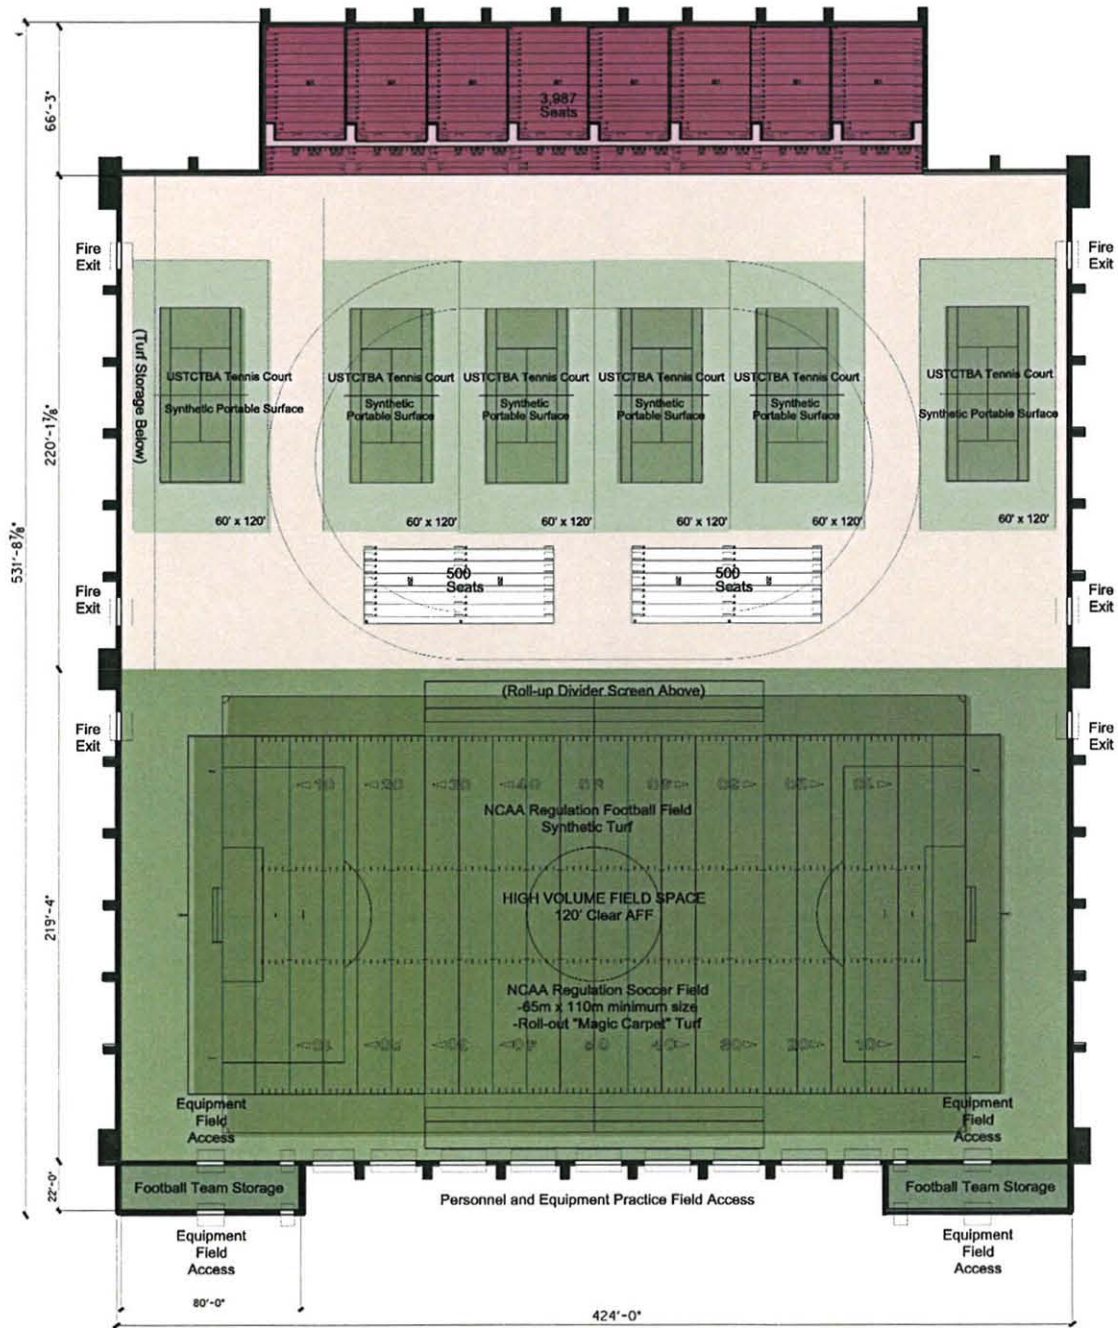 66'-3"
3,987
Seats
Fire
Exit
Fire
Exit
(Turf Storage Below)
USTCTBA Tennis Court
USTCTBA Tennis Court
USTCTBA Tennis Court
USTCTBA Tennis Court
USTCTBA Tennis Court
USTCTBA Tennis Court
Synthetic Portable Surface
Synthetic
Portable Surface
Synthetic
Portable Surface
Synthetic
Portable Surface
Synthetic
Portable Surface
Synthetic Portable Surface
220'-1⅞"
531'-8⅞"
60' x 120'
60' x 120'
60' x 120'
60' x 120'
60' x 120'
60' x 120'
500
Seats
500
Seats
Fire
Exit
Fire
Exit
(Roll-up Divider Screen Above)
Fire
Exit
Fire
Exit
NCAA Regulation Football Field
Synthetic Turf
HIGH VOLUME FIELD SPACE
120' Clear AFF
219'-4"
NCAA Regulation Soccer Field
-65m x 110m minimum size
-Roll-out "Magic Carpet" Turf
Equipment
Field
Access
Equipment
Field
Access
22'-0"
Football Team Storage
Personnel and Equipment Practice Field Access
Football Team Storage
Equipment
Field
Access
Equipment
Field
Access
80'-0"
424'-0"